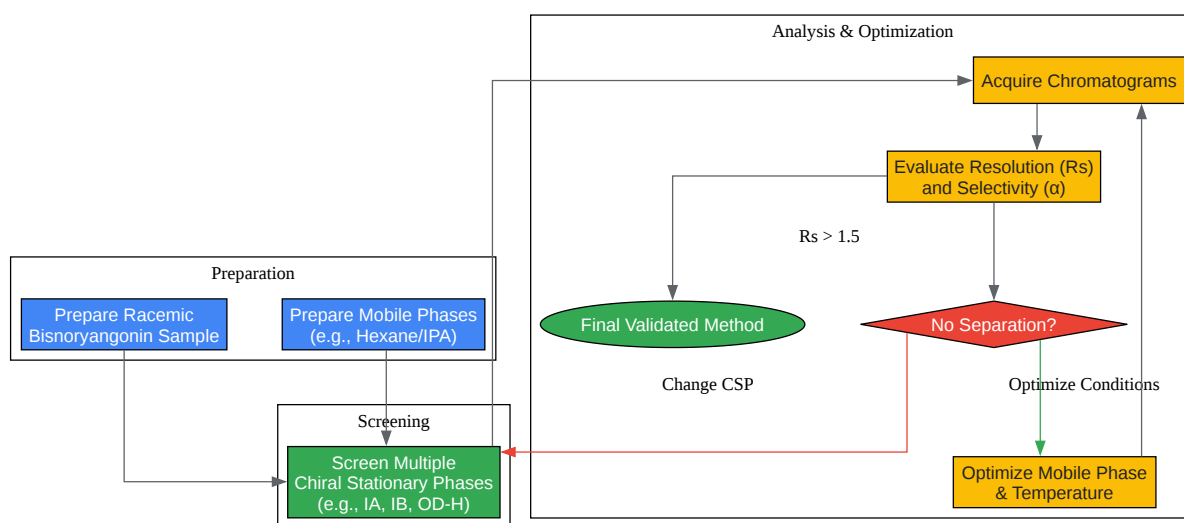 Analysis & Optimization
Acquire Chromatograms
Evaluate Resolution (Rs)
and Selectivity (α)
Rs > 1.5
Preparation
Prepare Racemic
Bisnoryangonin Sample
Prepare Mobile Phases
(e.g., Hexane/IPA)
Final Validated Method
No Separation?
Change CSP
Optimize Conditions
Screening
Screen Multiple
Chiral Stationary Phases
(e.g., IA, IB, OD-H)
Optimize Mobile Phase
& Temperature